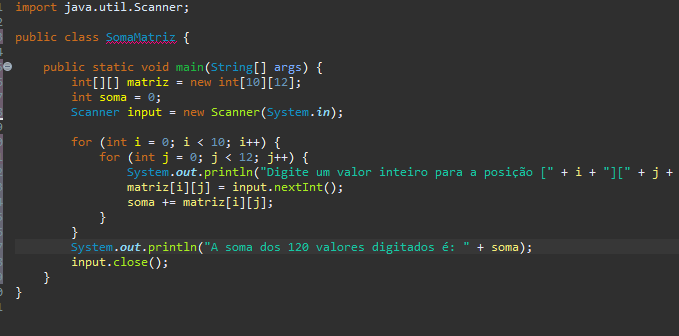 import java.util.Scanner;
public class SomaMatriz {
public static void main(String[] args) {
int[][] matriz = new int[10][12];
int soma = 0;
Scanner input = new Scanner(System.in);
for (int i = 0; i < 10; i++) {
for (int j = 0; j < 12; j++) {
System.out.println("Digite um valor inteiro para a posição [" + i + "][" + j +
matriz[i][j] = input.nextInt();
soma += matriz[i][j];
}
}
System.out.println("A soma dos 120 valores digitados é: " + soma);
input.close();
}
}